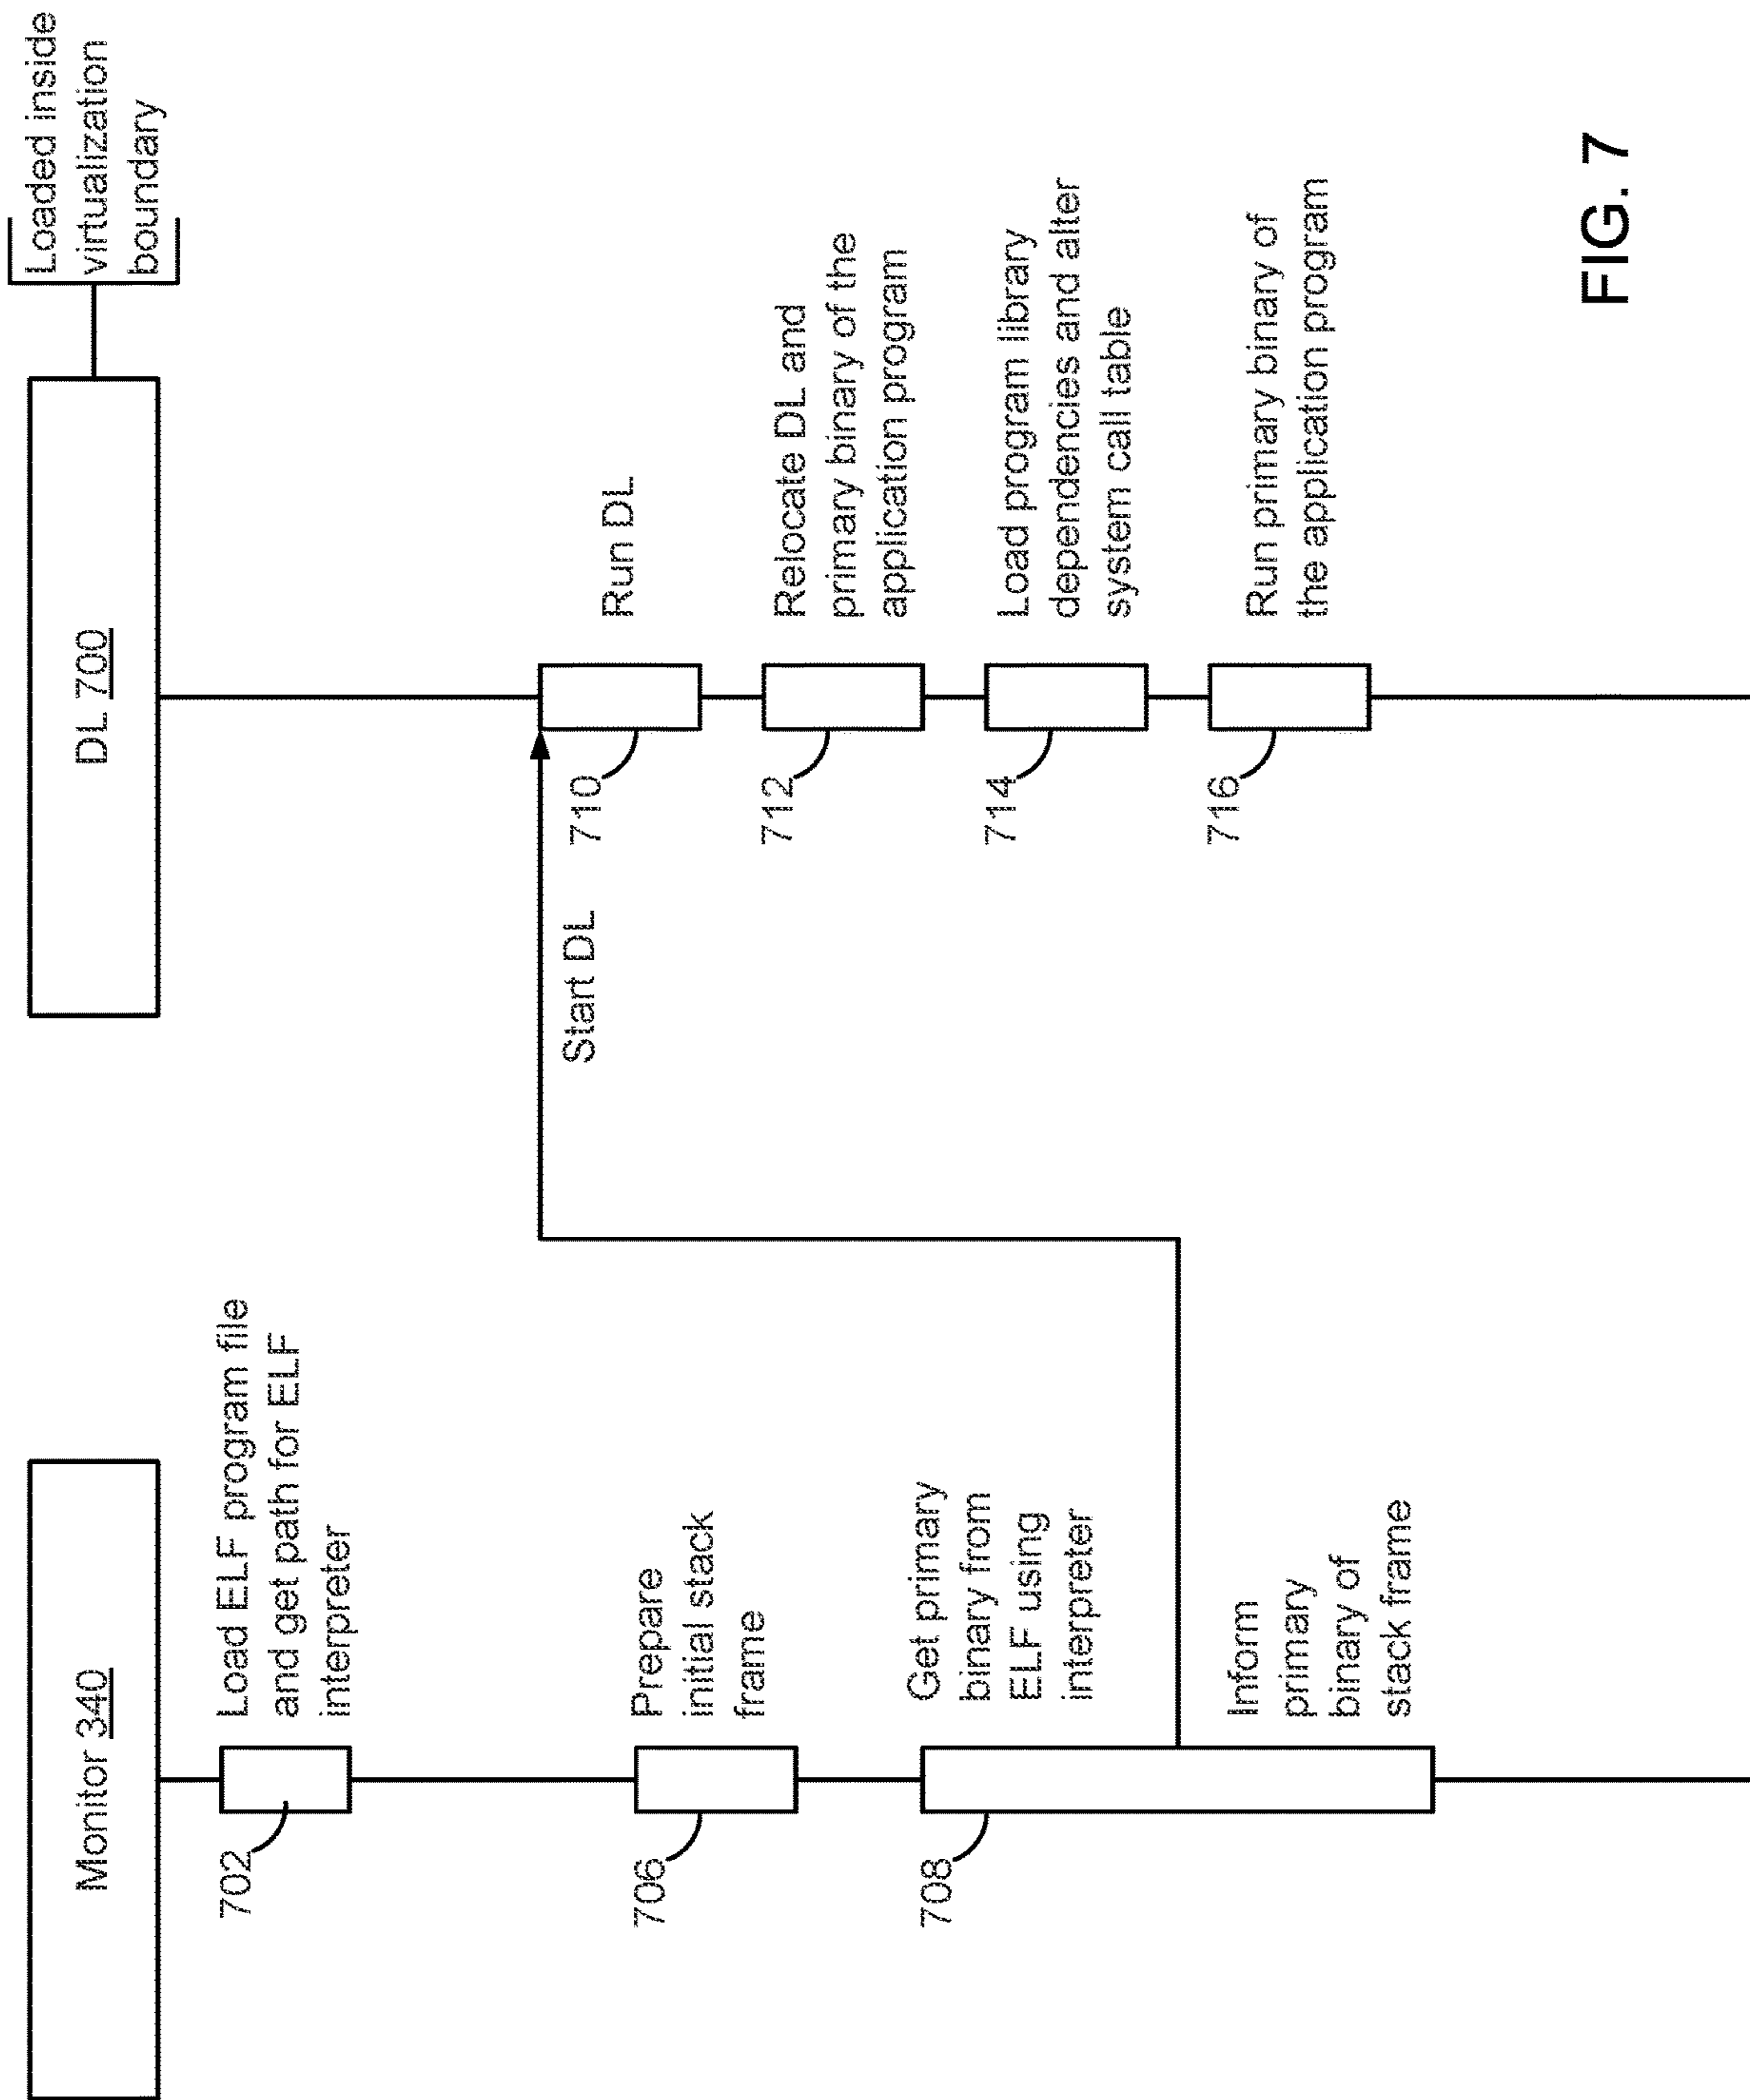 Monitor 340
702
Load ELF program file
and get path for ELF
interpreter
706
Prepare
initial stack
frame
708
Get primary
binary from
ELF using
interpreter
Inform
primary
binary of
stack frame
Start DL
DL 700
Loaded inside
virtualization
boundary
710
Run DL
712
Relocate DL and
primary binary of the
application program
714
Load program library
dependencies and alter
system call table
716
Run primary binary of
the application program
FIG. 7